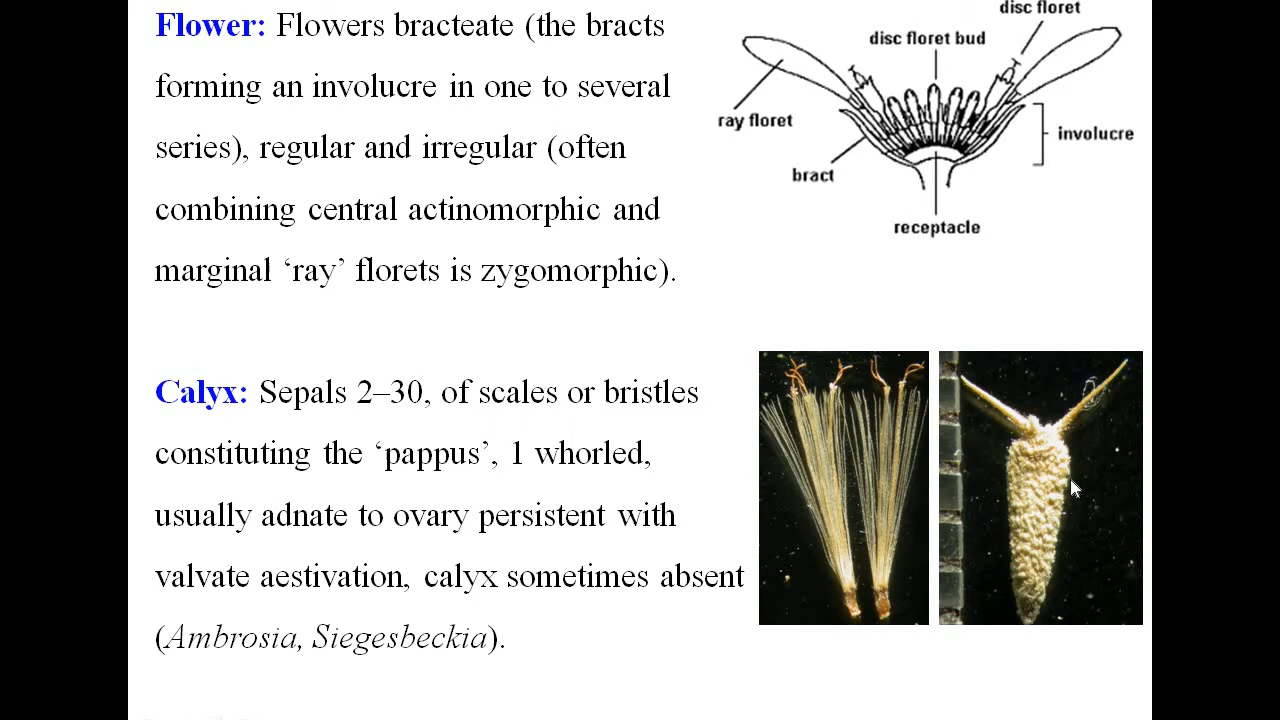 Flower: Flowers bracteate (the bracts
forming an involucre in one to several
series), regular and irregular (often
combining central actinomorphic and
marginal ‘ray’ florets is zygomorphic).
disc floret
disc floret bud
ray floret
involucre
bract
receptacle
Calyx: Sepals 2–30, of scales or bristles
constituting the ‘pappus’, 1 whorled,
usually adnate to ovary persistent with
valvate aestivation, calyx sometimes absent
(Ambrosia, Siegesbeckia).